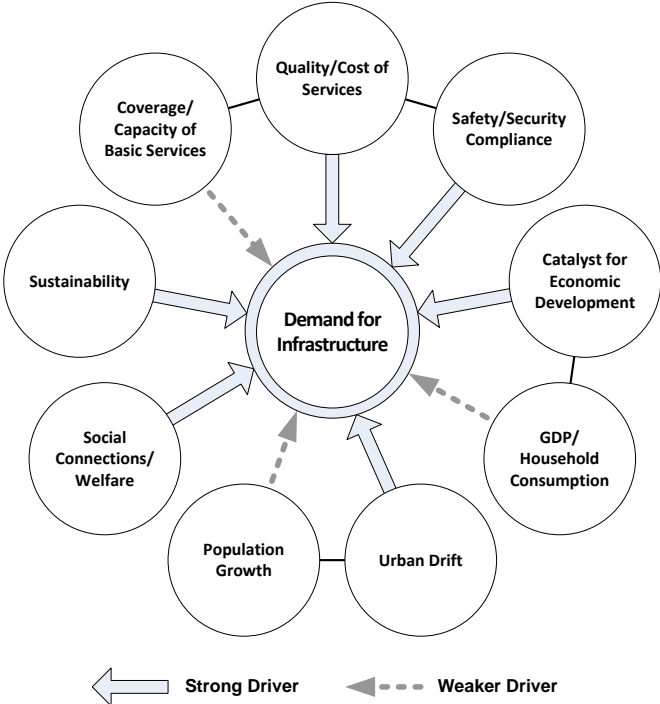 Quality/Cost of
Services
Coverage/
Capacity of
Basic Services
Safety/Security
Compliance
Sustainability
Catalyst for
Economic
Development
Demand for
Infrastructure
Social
Connections/
Welfare
GDP/
Household
Consumption
Population
Growth
Urban Drift
Strong Driver
Weaker Driver